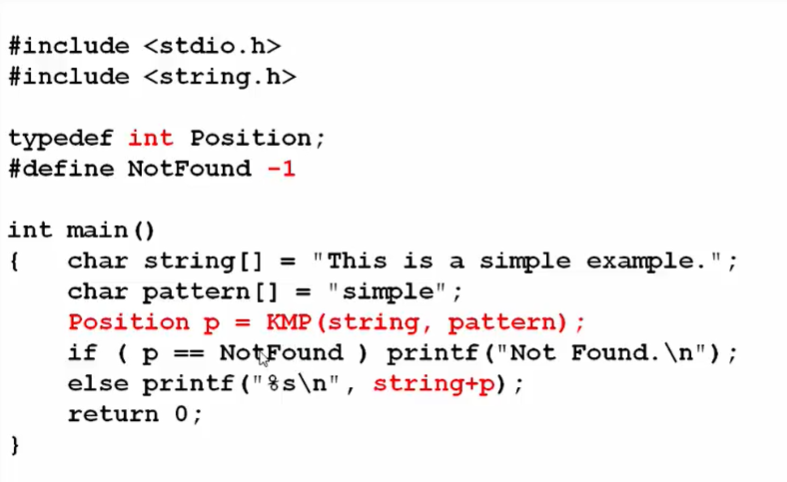 #include <stdio.h>
#include <string.h>
typedef int Position;
#define NotFound -1
int main()
{   char string[] = "This is a simple example.";
    char pattern[] = "simple";
    Position p = KMP(string, pattern);
    if ( p == NotFound ) printf("Not Found.\n");
    else printf("%s\n", string+p);
    return 0;
}